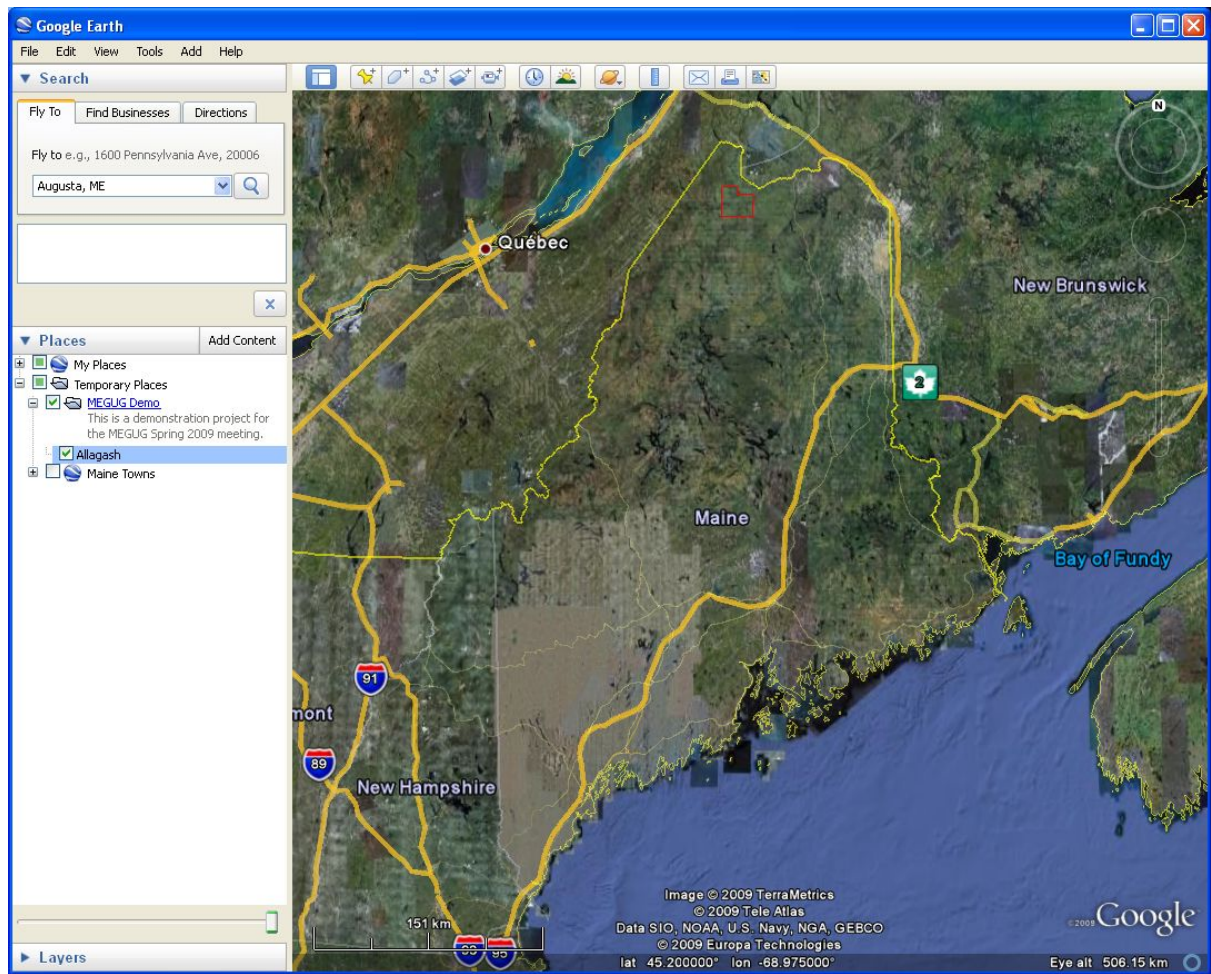 Google Earth
File Edit View Tools Add Help
Search
Fly To Find Businesses Directions
Fly to e.g., 1600 Pennsylvania Ave, 20006
Augusta, ME
Places Add Content
My Places
Temporary Places
MEGUG Demo
This is a demonstration project for
the MEGUG Spring 2009 meeting.
Allagash
Maine Towns
Layers
N
Québec
New Brunswick
2
Maine
Bay of Fundy
91
mont
89
New Hampshire
151 km
95
Image © 2009 TerraMetrics
© 2009 Tele Atlas
Data SIO, NOAA, U.S. Navy, NGA, GEBCO
© 2009 Europa Technologies
Google
lat 45.200000° lon -68.975000°
Eye alt 506.15 km